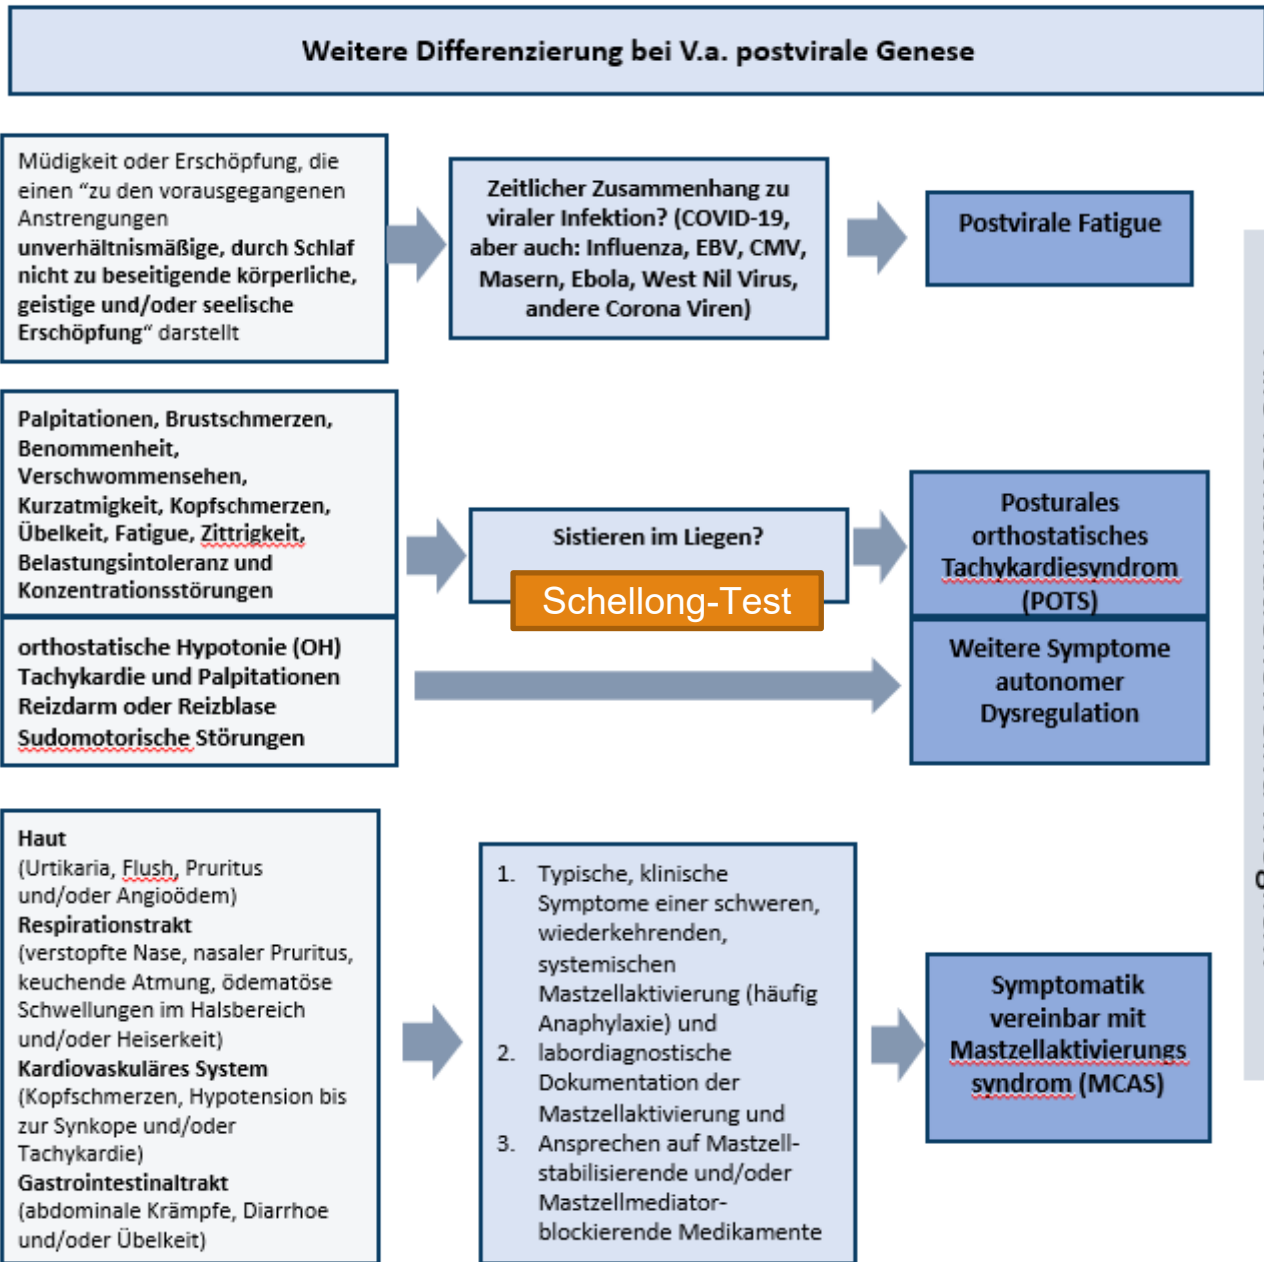 Weitere Differenzierung bei V.a. postvirale Genese
Müdigkeit oder Erschöpfung, die
einen “zu den vorausgegangenen
Anstrengungen
unverhältnismäßige, durch Schlaf
nicht zu beseitigende körperliche,
geistige und/oder seelische
Erschöpfung“ darstellt
Zeitlicher Zusammenhang zu
viraler Infektion? (COVID-19,
aber auch: Influenza, EBV, CMV,
Masern, Ebola, West Nil Virus,
andere Corona Viren)
Postvirale Fatigue
Palpitationen, Brustschmerzen,
Benommenheit,
Verschwommensehen,
Kurzatmigkeit, Kopfschmerzen,
Übelkeit, Fatigue, Zittrigkeit,
Belastungsintoleranz und
Konzentrationsstörungen
Sistieren im Liegen?
Schellong-Test
Posturales
orthostatisches
Tachykardiesyndrom
(POTS)
orthostatische Hypotonie (OH)
Tachykardie und Palpitationen
Reizdarm oder Reizblase
Sudomotorische Störungen
Weitere Symptome
autonomer
Dysregulation
Haut
(Urtikaria, Flush, Pruritus
und/oder Angioödem)
Respirationstrakt
(verstopfte Nase, nasaler Pruritus,
keuchende Atmung, ödematöse
Schwellungen im Halsbereich
und/oder Heiserkeit)
Kardiovaskuläres System
(Kopfschmerzen, Hypotension bis
zur Synkope und/oder
Tachykardie)
Gastrointestinaltrakt
(abdominale Krämpfe, Diarrhoe
und/oder Übelkeit)
1. Typische, klinische
Symptome einer schweren,
wiederkehrenden,
systemischen
Mastzellaktivierung (häufig
Anaphylaxie) und
2. labordiagnostische
Dokumentation der
Mastzellaktivierung und
3. Ansprechen auf Mastzell-
stabilisierende und/oder
Mastzellmediator-
blockierende Medikamente
Symptomatik
vereinbar mit
Mastzellaktivierungs
syndrom (MCAS)